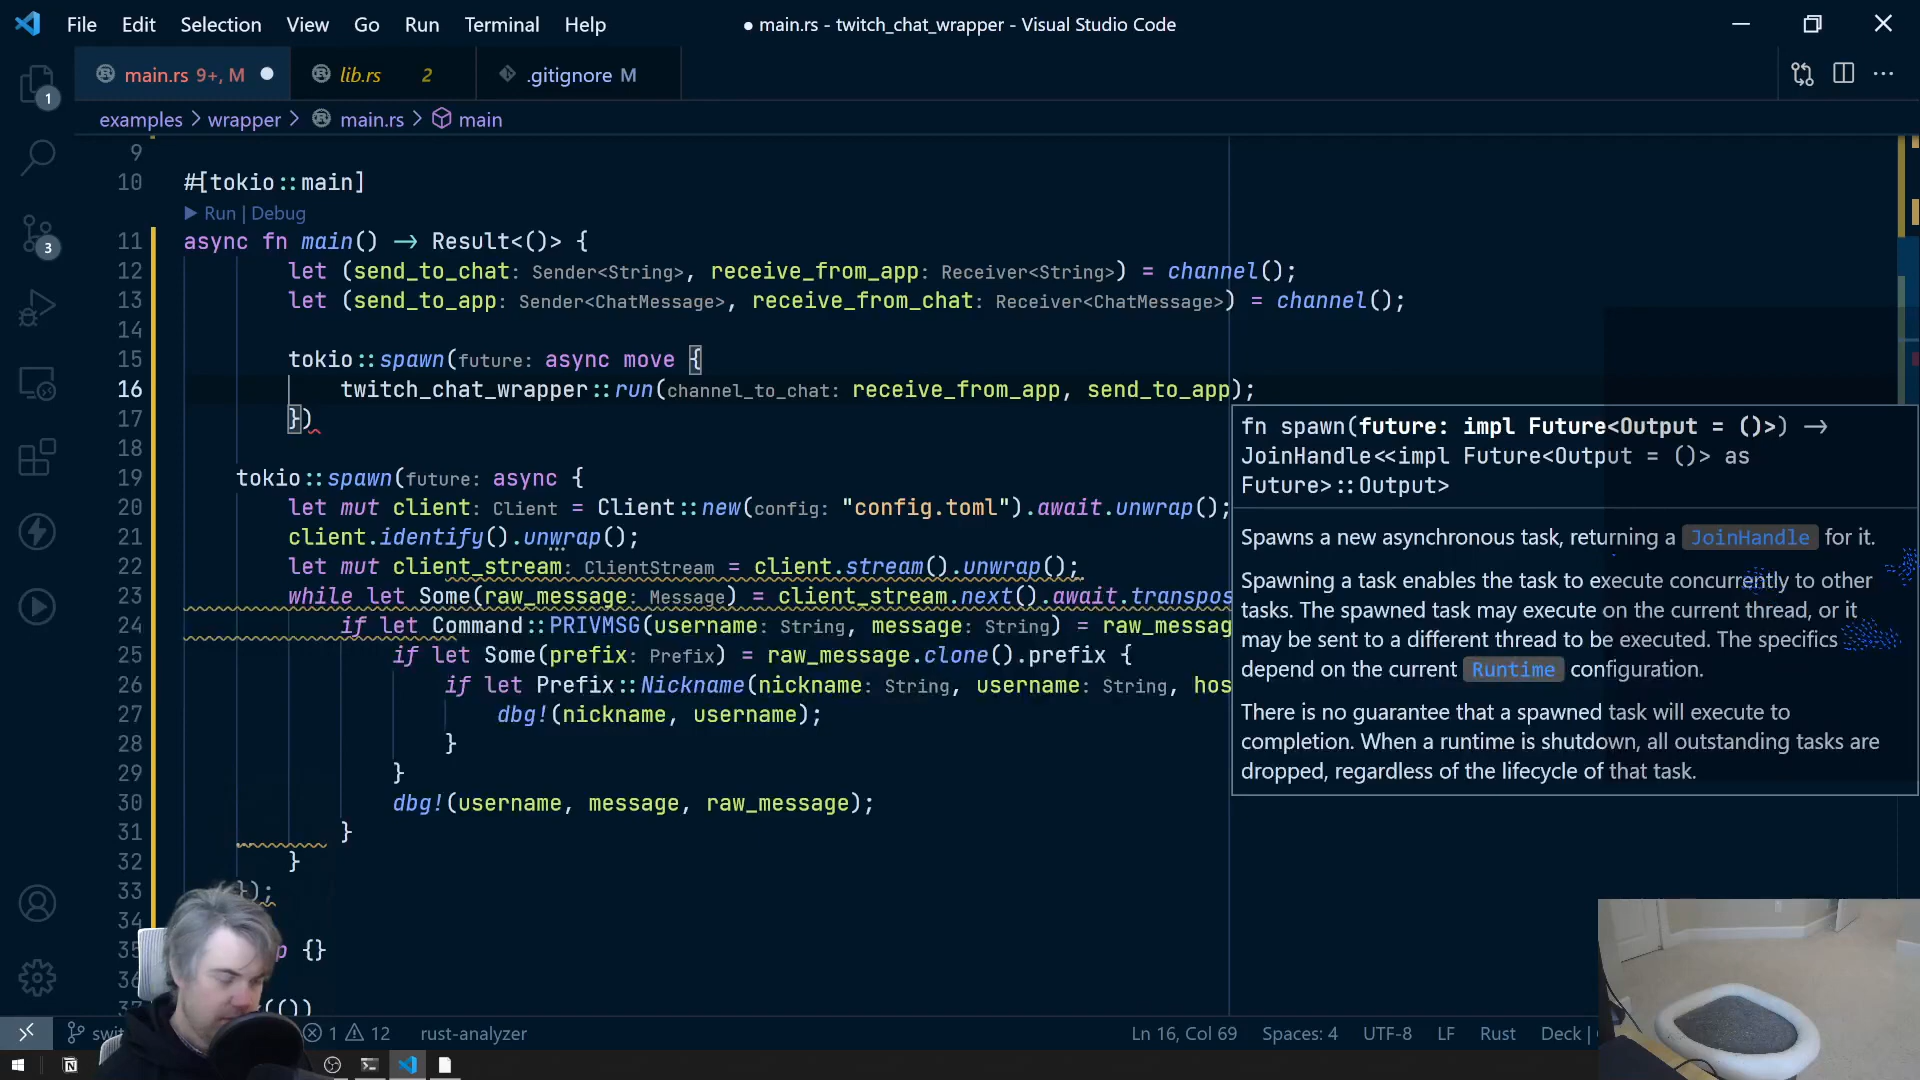 File Edit Selection View Go Run Terminal Help
● main.rs - twitch_chat_wrapper - Visual Studio Code
main.rs 9+, M ● lib.rs 2 .gitignore M
examples > wrapper > main.rs > main
9
10 #[tokio::main]
▶ Run | Debug
11 async fn main() -> Result<()> {
12 let (send_to_chat: Sender<String>, receive_from_app: Receiver<String>) = channel();
13 let (send_to_app: Sender<ChatMessage>, receive_from_chat: Receiver<ChatMessage>) = channel();
14
15 tokio::spawn(future: async move {
16 twitch_chat_wrapper::run(channel_to_chat: receive_from_app, send_to_app);
17 })
18
19 tokio::spawn(future: async {
20 let mut client: Client = Client::new(config: "config.toml").await.unwrap();
21 client.identify().unwrap();
22 let mut client_stream: ClientStream = client.stream().unwrap();
23 while let Some(raw_message: Message) = client_stream.next().await.transpos
24 if let Command::PRIVMSG(username: String, message: String) = raw_messag
25 if let Some(prefix: Prefix) = raw_message.clone().prefix {
26 if let Prefix::Nickname(nickname: String, username: String, hos
27 dbg!(nickname, username);
28 }
29 }
30 dbg!(username, message, raw_message);
31 }
32 }
33 });
34
35 p {}
36
37 (())
fn spawn(future: impl Future<Output = ()>) ->
JoinHandle<<impl Future<Output = ()> as
Future>::Output>
Spawns a new asynchronous task, returning a JoinHandle for it.
Spawning a task enables the task to execute concurrently to other
tasks. The spawned task may execute on the current thread, or it
may be sent to a different thread to be executed. The specifics
depend on the current Runtime configuration.
There is no guarantee that a spawned task will execute to
completion. When a runtime is shutdown, all outstanding tasks are
dropped, regardless of the lifecycle of that task.
1
3
swi 1 12 rust-analyzer Ln 16, Col 69 Spaces: 4 UTF-8 LF Rust Deck |